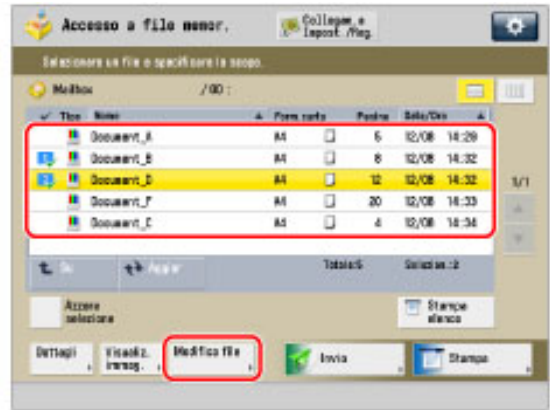 Accesso a file memor.
Collegam. e
Impost. /Reg.
Selezionare un file o specificare lo scopo.
Mailbox /00 :
Tipo Nome Form. carta Pagine Data/Ora
Document_A A4 6 12/08 14:29
1 Document_B A4 8 12/08 14:32
2 Document_D A4 12 12/08 14:32
Document_F A4 20 12/08 14:33
Document_C A4 4 12/08 14:34
1/1
Su Aggior Totale:5 Selezion.:2
Azzera
selezione
Stampa
elenco
Dettagli
Visualiz.
immag.
Modifica file
Invio
Stampa